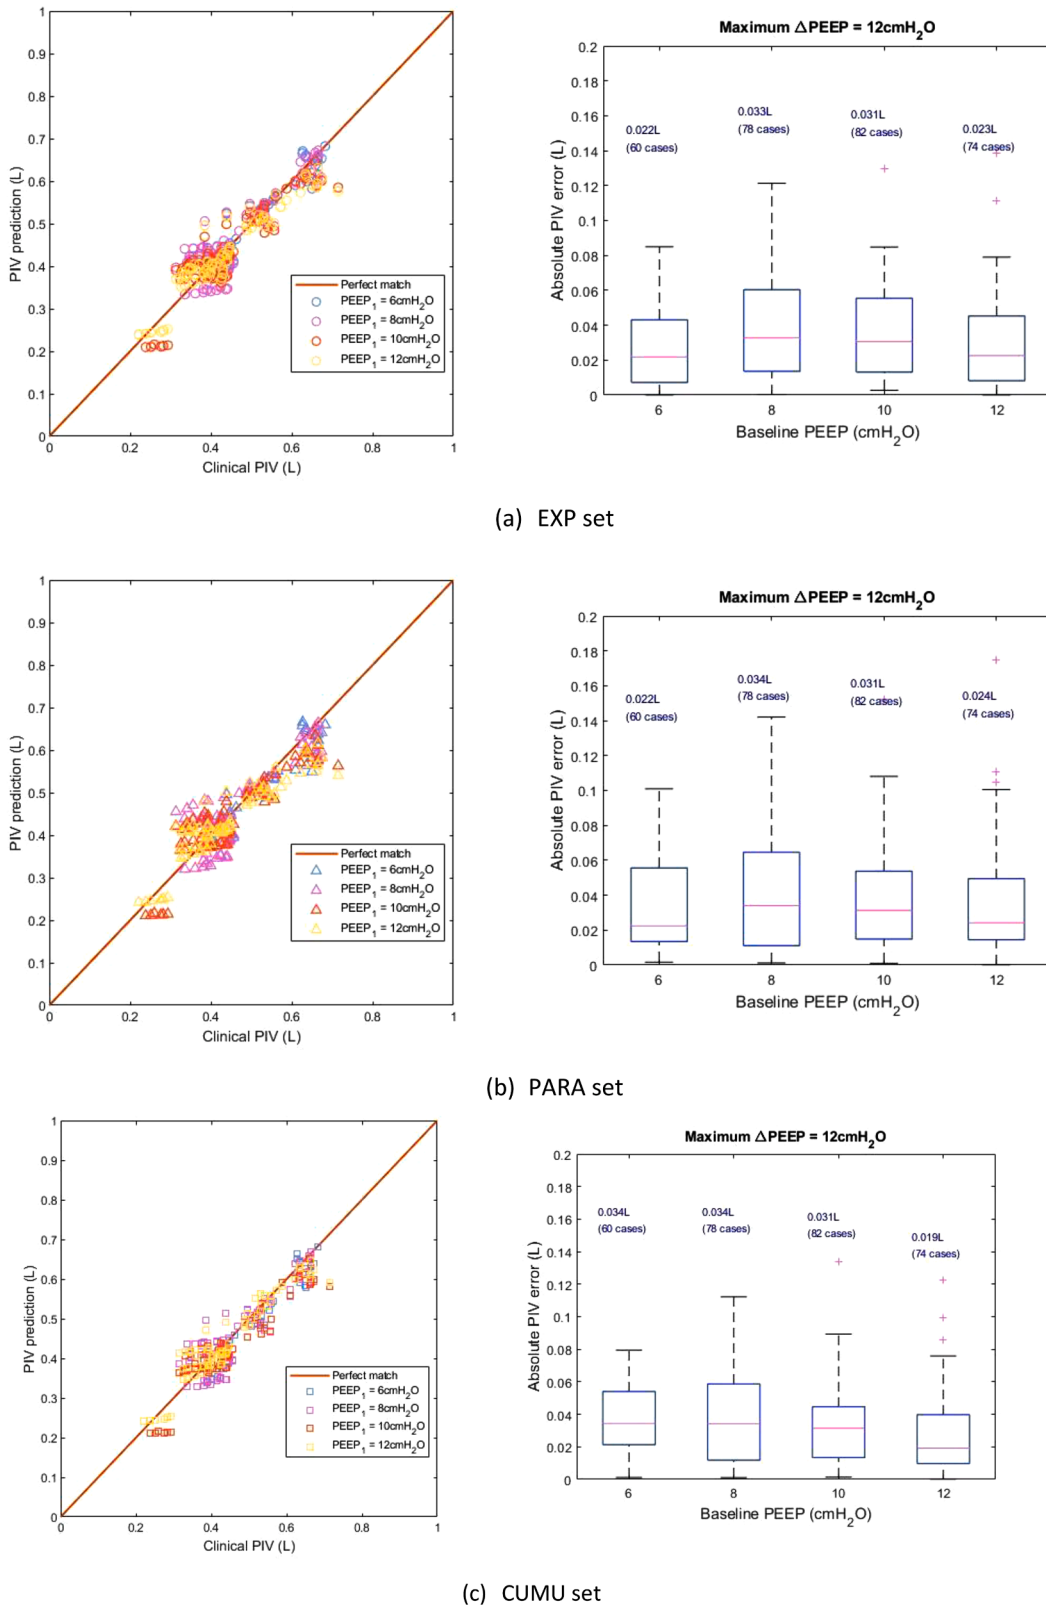 1
0.9
0.8
0.7
0.6
0.5
0.4
0.3
0.2
0.1
0
PIV prediction (L)
0
0.2
0.4
0.6
0.8
1
Clinical PIV (L)
Perfect match
PEEP1 = 6cmH2O
PEEP1 = 8cmH2O
PEEP1 = 10cmH2O
PEEP1 = 12cmH2O
Maximum △PEEP = 12cmH2O
0.2
0.18
0.16
0.14
0.12
0.1
0.08
0.06
0.04
0.02
0
Absolute PIV error (L)
0.022L
(60 cases)
0.033L
(78 cases)
0.031L
(82 cases)
0.023L
(74 cases)
6
8
10
12
Baseline PEEP (cmH2O)
(a) EXP set
1
0.9
0.8
0.7
0.6
0.5
0.4
0.3
0.2
0.1
0
PIV prediction (L)
0
0.2
0.4
0.6
0.8
1
Clinical PIV (L)
Perfect match
PEEP1 = 6cmH2O
PEEP1 = 8cmH2O
PEEP1 = 10cmH2O
PEEP1 = 12cmH2O
Maximum △PEEP = 12cmH2O
0.2
0.18
0.16
0.14
0.12
0.1
0.08
0.06
0.04
0.02
0
Absolute PIV error (L)
0.022L
(60 cases)
0.034L
(78 cases)
0.031L
(82 cases)
0.024L
(74 cases)
6
8
10
12
Baseline PEEP (cmH2O)
(b) PARA set
1
0.9
0.8
0.7
0.6
0.5
0.4
0.3
0.2
0.1
0
PIV prediction (L)
0
0.2
0.4
0.6
0.8
1
Clinical PIV (L)
Perfect match
PEEP1 = 6cmH2O
PEEP1 = 8cmH2O
PEEP1 = 10cmH2O
PEEP1 = 12cmH2O
Maximum △PEEP = 12cmH2O
0.2
0.18
0.16
0.14
0.12
0.1
0.08
0.06
0.04
0.02
0
Absolute PIV error (L)
0.034L
(60 cases)
0.034L
(78 cases)
0.031L
(82 cases)
0.019L
(74 cases)
6
8
10
12
Baseline PEEP (cmH2O)
(c) CUMU set